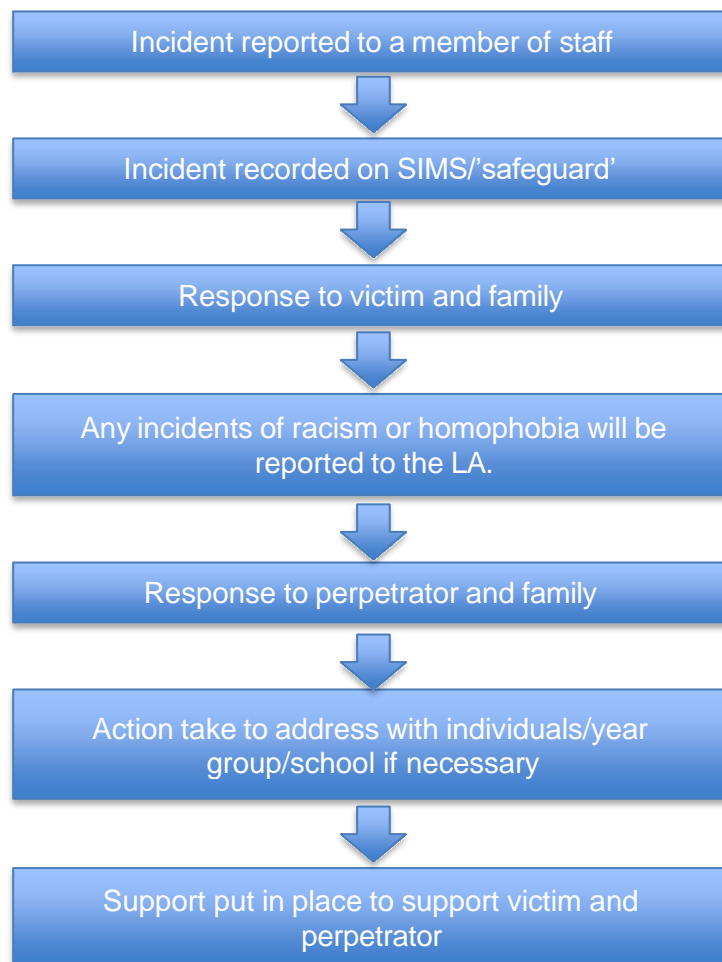 Incident reported to a member of staff
Incident recorded on SIMS/’safeguard’
Response to victim and family
Any incidents of racism or homophobia will be
reported to the LA.
Response to perpetrator and family
Action take to address with individuals/year
group/school if necessary
Support put in place to support victim and
perpetrator